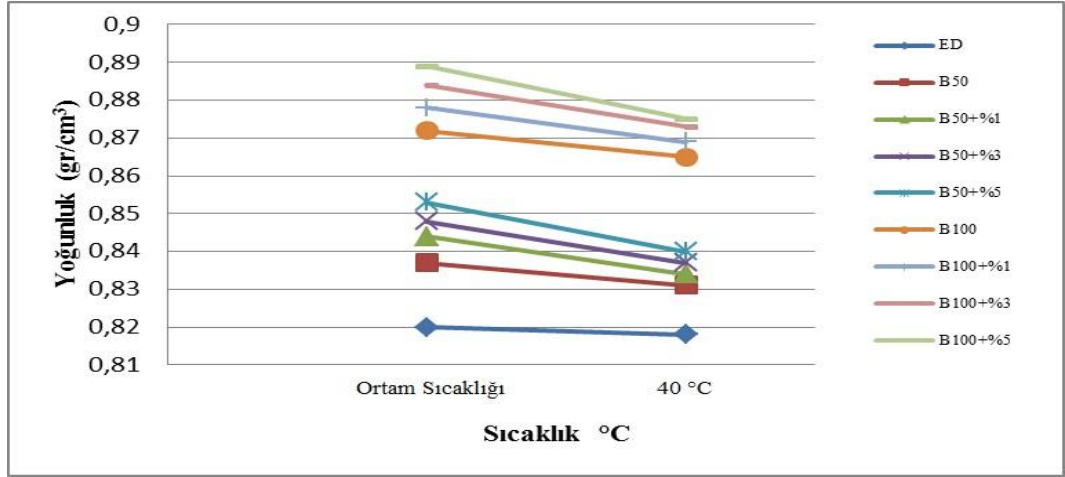 Yoğunluk (gr/cm³)
0,9
0,89
0,88
0,87
0,86
0,85
0,84
0,83
0,82
0,81
Ortam Sıcaklığı
40 °C
Sıcaklık °C
ED
B50
B50+%1
B50+%3
B50+%5
B100
B100+%1
B100+%3
B100+%5